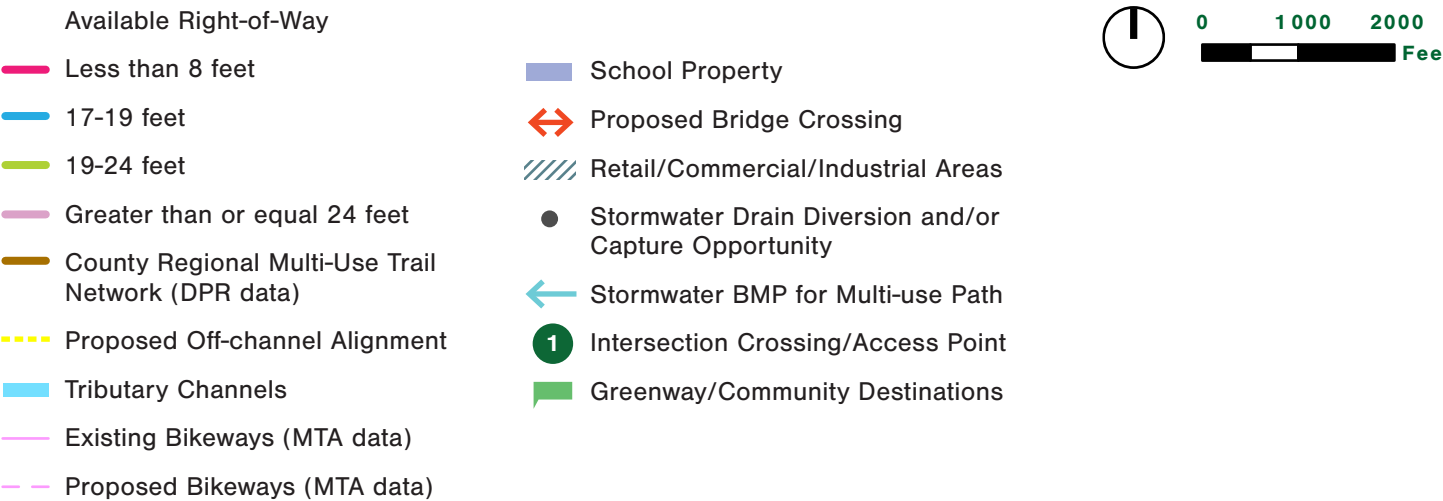 Available Right-of-Way
Less than 8 feet
17-19 feet
19-24 feet
Greater than or equal 24 feet
County Regional Multi-Use Trail
Network (DPR data)
Proposed Off-channel Alignment
Tributary Channels
Existing Bikeways (MTA data)
Proposed Bikeways (MTA data)
School Property
Proposed Bridge Crossing
Retail/Commercial/Industrial Areas
Stormwater Drain Diversion and/or
Capture Opportunity
Stormwater BMP for Multi-use Path
1 Intersection Crossing/Access Point
Greenway/Community Destinations
0 1000 2000
Fee